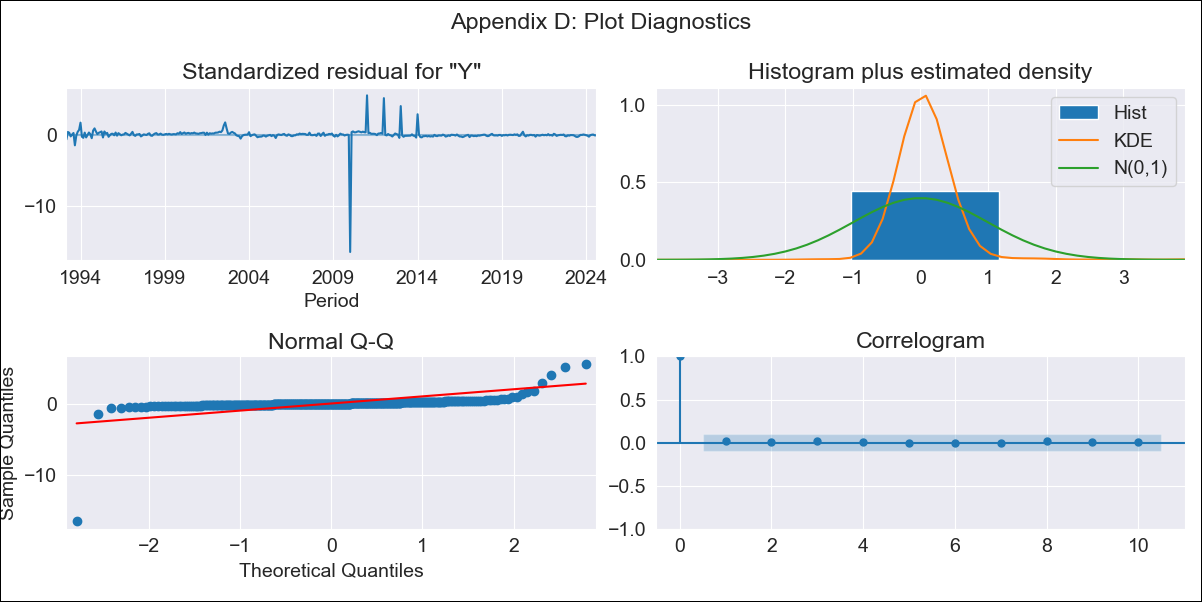 Appendix D: Plot Diagnostics
Standardized residual for "Y"
0
−10
1994 1999 2004 2009 2014 2019 2024
Period
Histogram plus estimated density
1.0
0.5
0.0
Hist
KDE
N(0,1)
−3 −2 −1 0 1 2 3
Normal Q-Q
Sample Quantiles
0
−10
−2 −1 0 1 2
Theoretical Quantiles
Correlogram
1.0
0.5
0.0
−0.5
−1.0
0 2 4 6 8 10